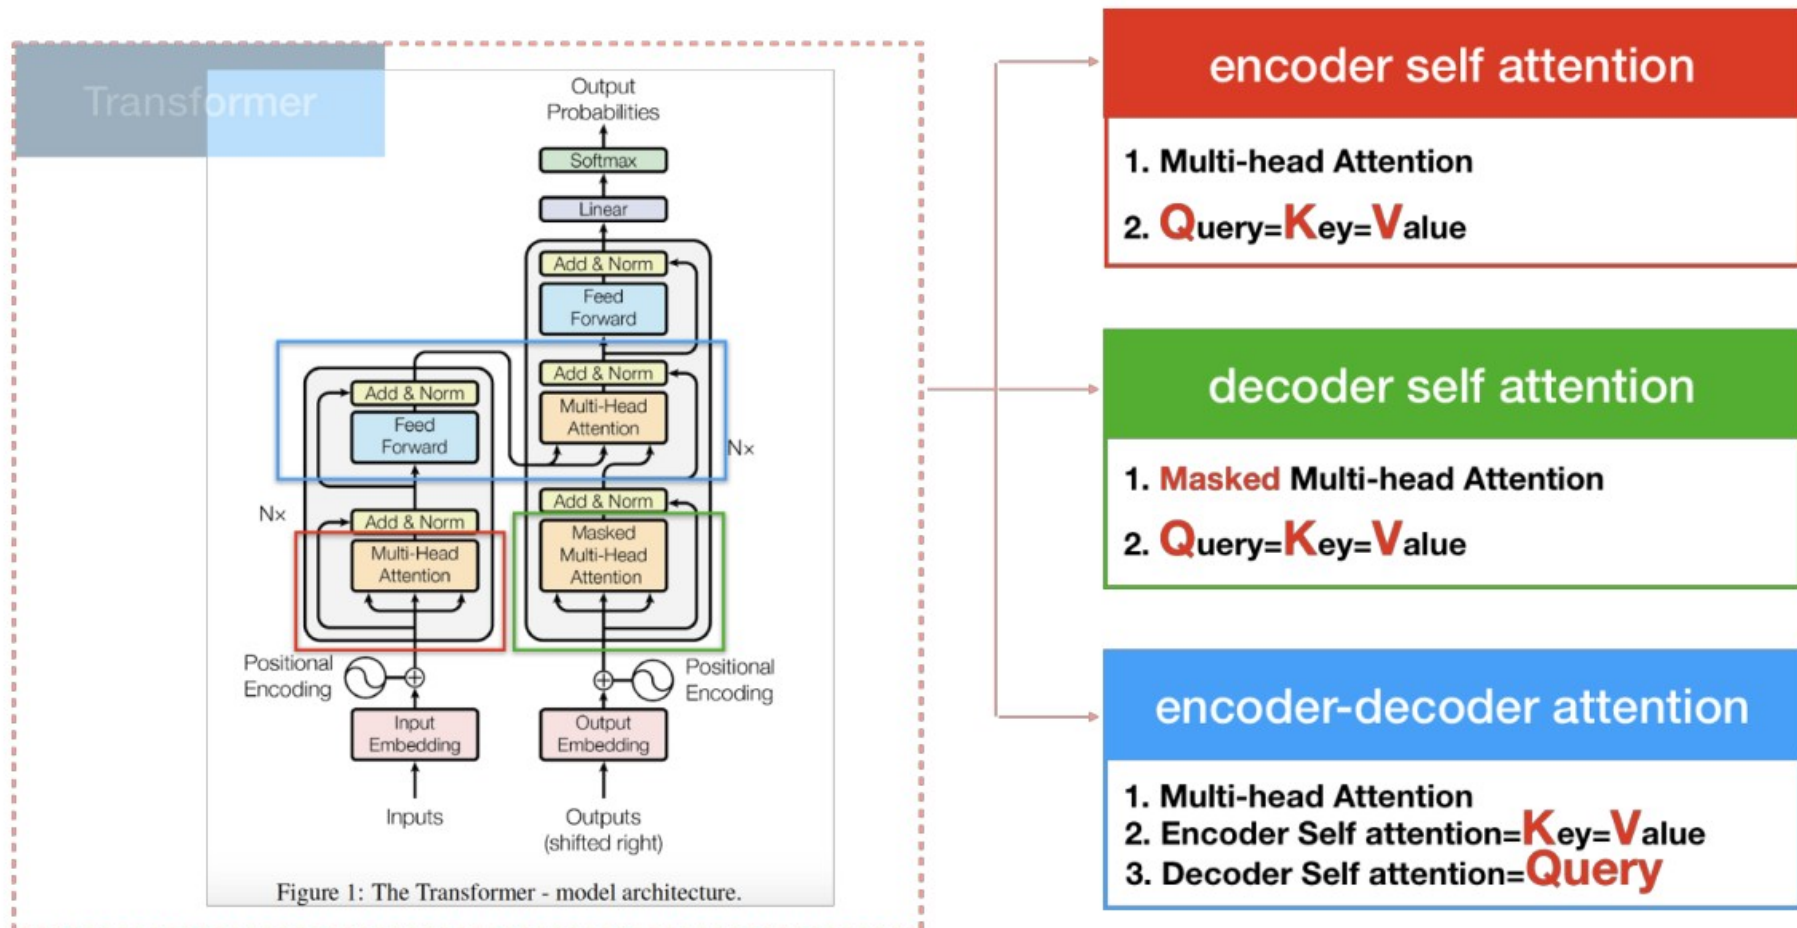 Transformer
Output
Probabilities
Softmax
Linear
Add & Norm
Feed
Forward
Add & Norm
Multi-Head
Attention
Add & Norm
Feed
Forward
N×
Add & Norm
Masked
Multi-Head
Attention
N×
Add & Norm
Multi-Head
Attention
Positional
Encoding
Positional
Encoding
Input
Embedding
Output
Embedding
Inputs
Outputs
(shifted right)
Figure 1: The Transformer - model architecture.
encoder self attention
1. Multi-head Attention
2. Query=Key=Value
decoder self attention
1. Masked Multi-head Attention
2. Query=Key=Value
encoder-decoder attention
1. Multi-head Attention
2. Encoder Self attention=Key=Value
3. Decoder Self attention=Query